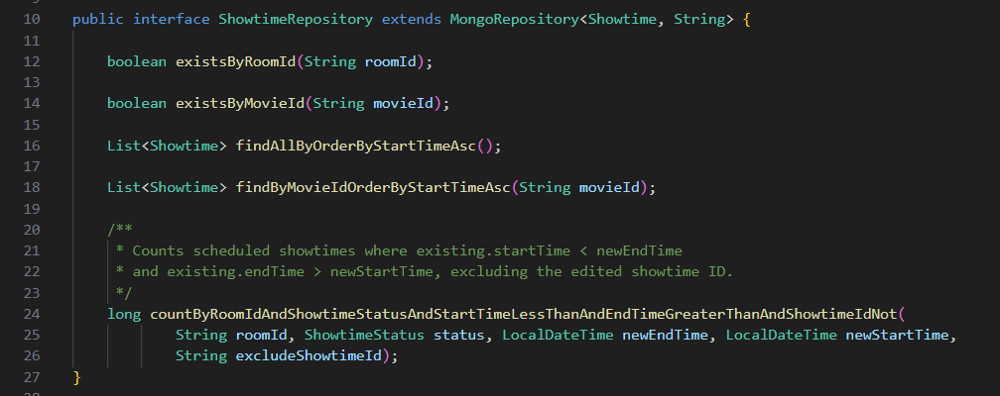 10 public interface ShowtimeRepository extends MongoRepository<Showtime, String> {
11
12 boolean existsByRoomId(String roomId);
13
14 boolean existsByMovieId(String movieId);
15
16 List<Showtime> findAllByOrderByStartTimeAsc();
17
18 List<Showtime> findByMovieIdOrderByStartTimeAsc(String movieId);
19
20 /**
21 * Counts scheduled showtimes where existing.startTime < newEndTime
22 * and existing.endTime > newStartTime, excluding the edited showtime ID.
23 */
24 long countByRoomIdAndShowtimeStatusAndStartTimeLessThanAndEndTimeGreaterThanAndShowtimeIdNot(
25 String roomId, ShowtimeStatus status, LocalDateTime newEndTime, LocalDateTime newStartTime,
26 String excludeShowtimeId);
27 }